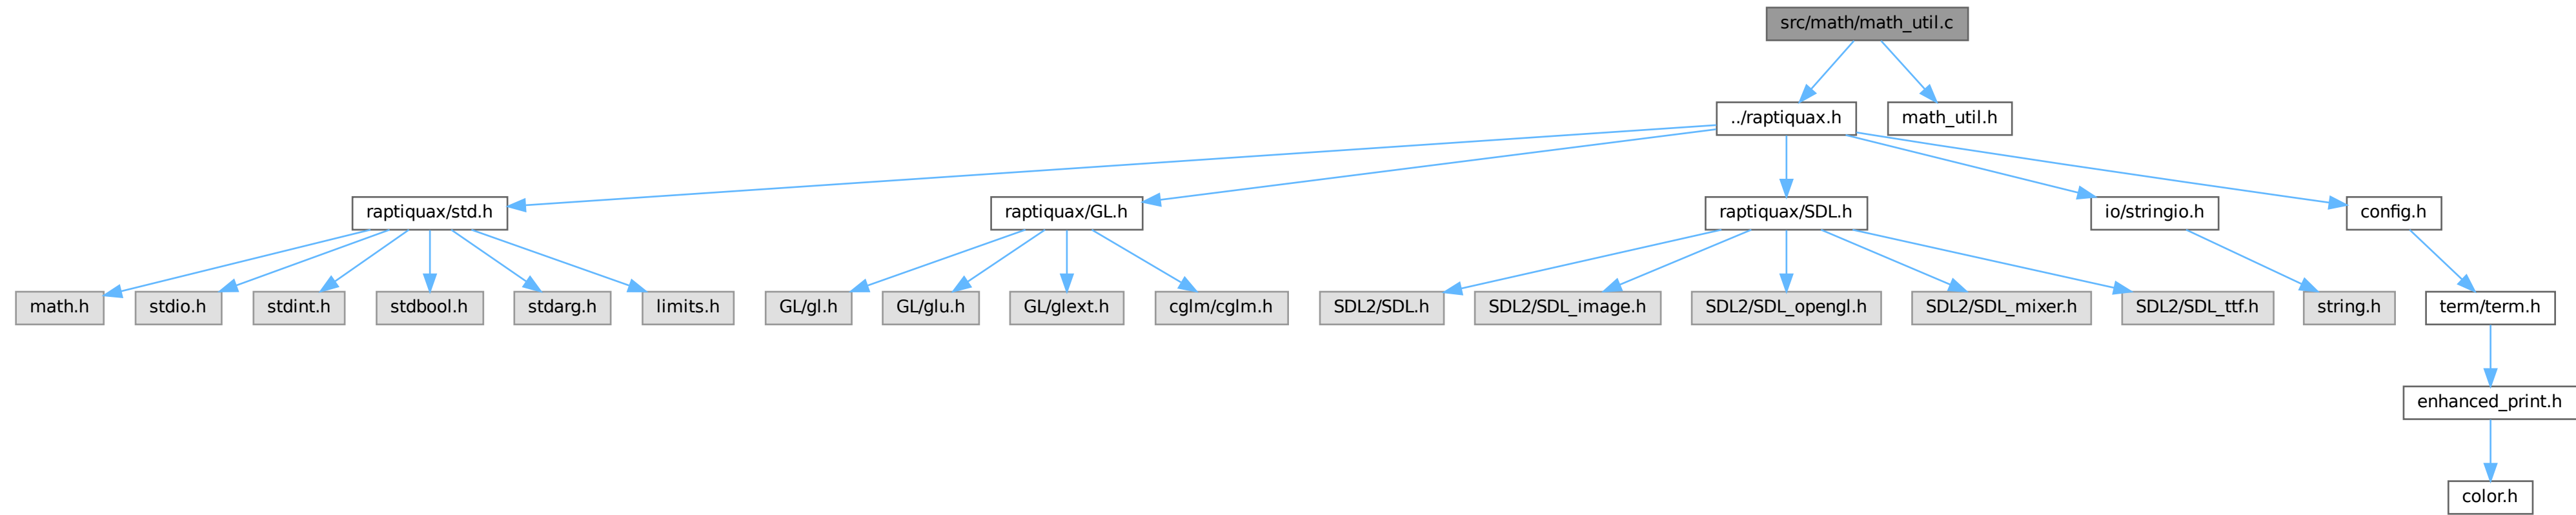 src/math/math_util.c
../raptiquax.h
math_util.h
raptiquax/std.h
raptiquax/GL.h
raptiquax/SDL.h
io/stringio.h
config.h
math.h
stdio.h
stdint.h
stdbool.h
stdarg.h
limits.h
GL/gl.h
GL/glu.h
GL/glext.h
cglm/cglm.h
SDL2/SDL.h
SDL2/SDL_image.h
SDL2/SDL_opengl.h
SDL2/SDL_mixer.h
SDL2/SDL_ttf.h
string.h
term/term.h
enhanced_print.h
color.h